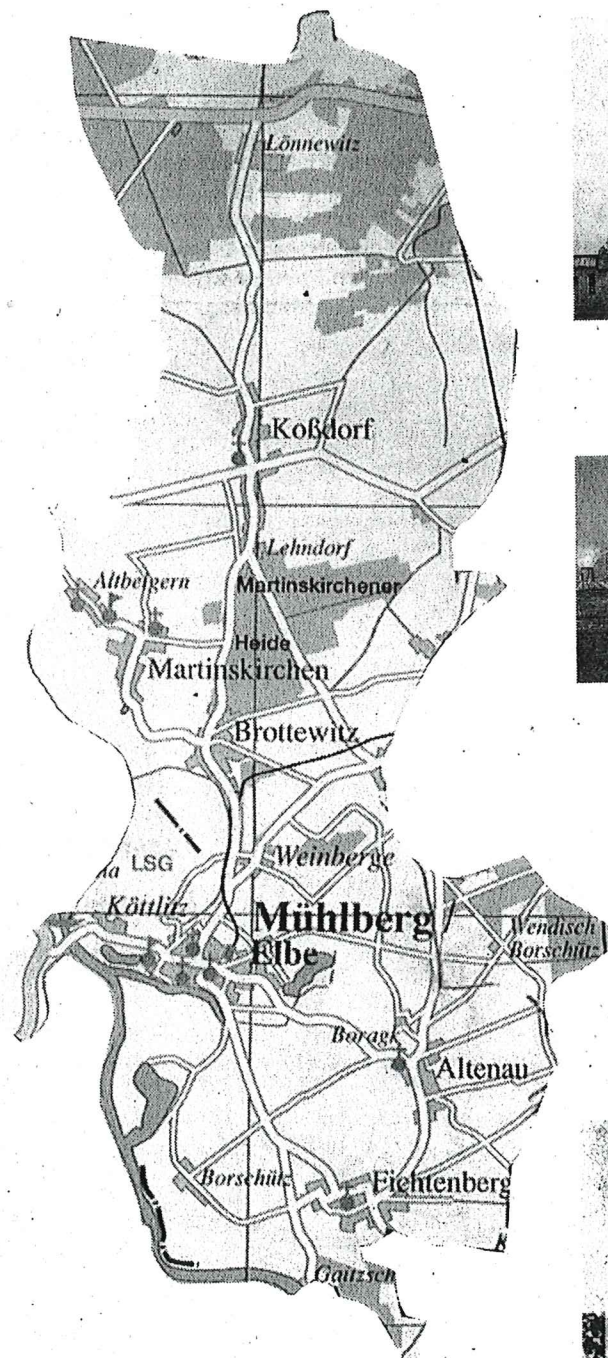 Lönnewitz
Koßdorf
Lehndorf
Altbelgern
Martinskirchener
Heide
Martinskirchen
Brottewitz
LSG
Weinberge
Köttlitz
Mühlberg /
Elbe
Wendisch
Borschütz
Boragk
Altenau
Borschütz
Fichtenberg
Gaitzsch